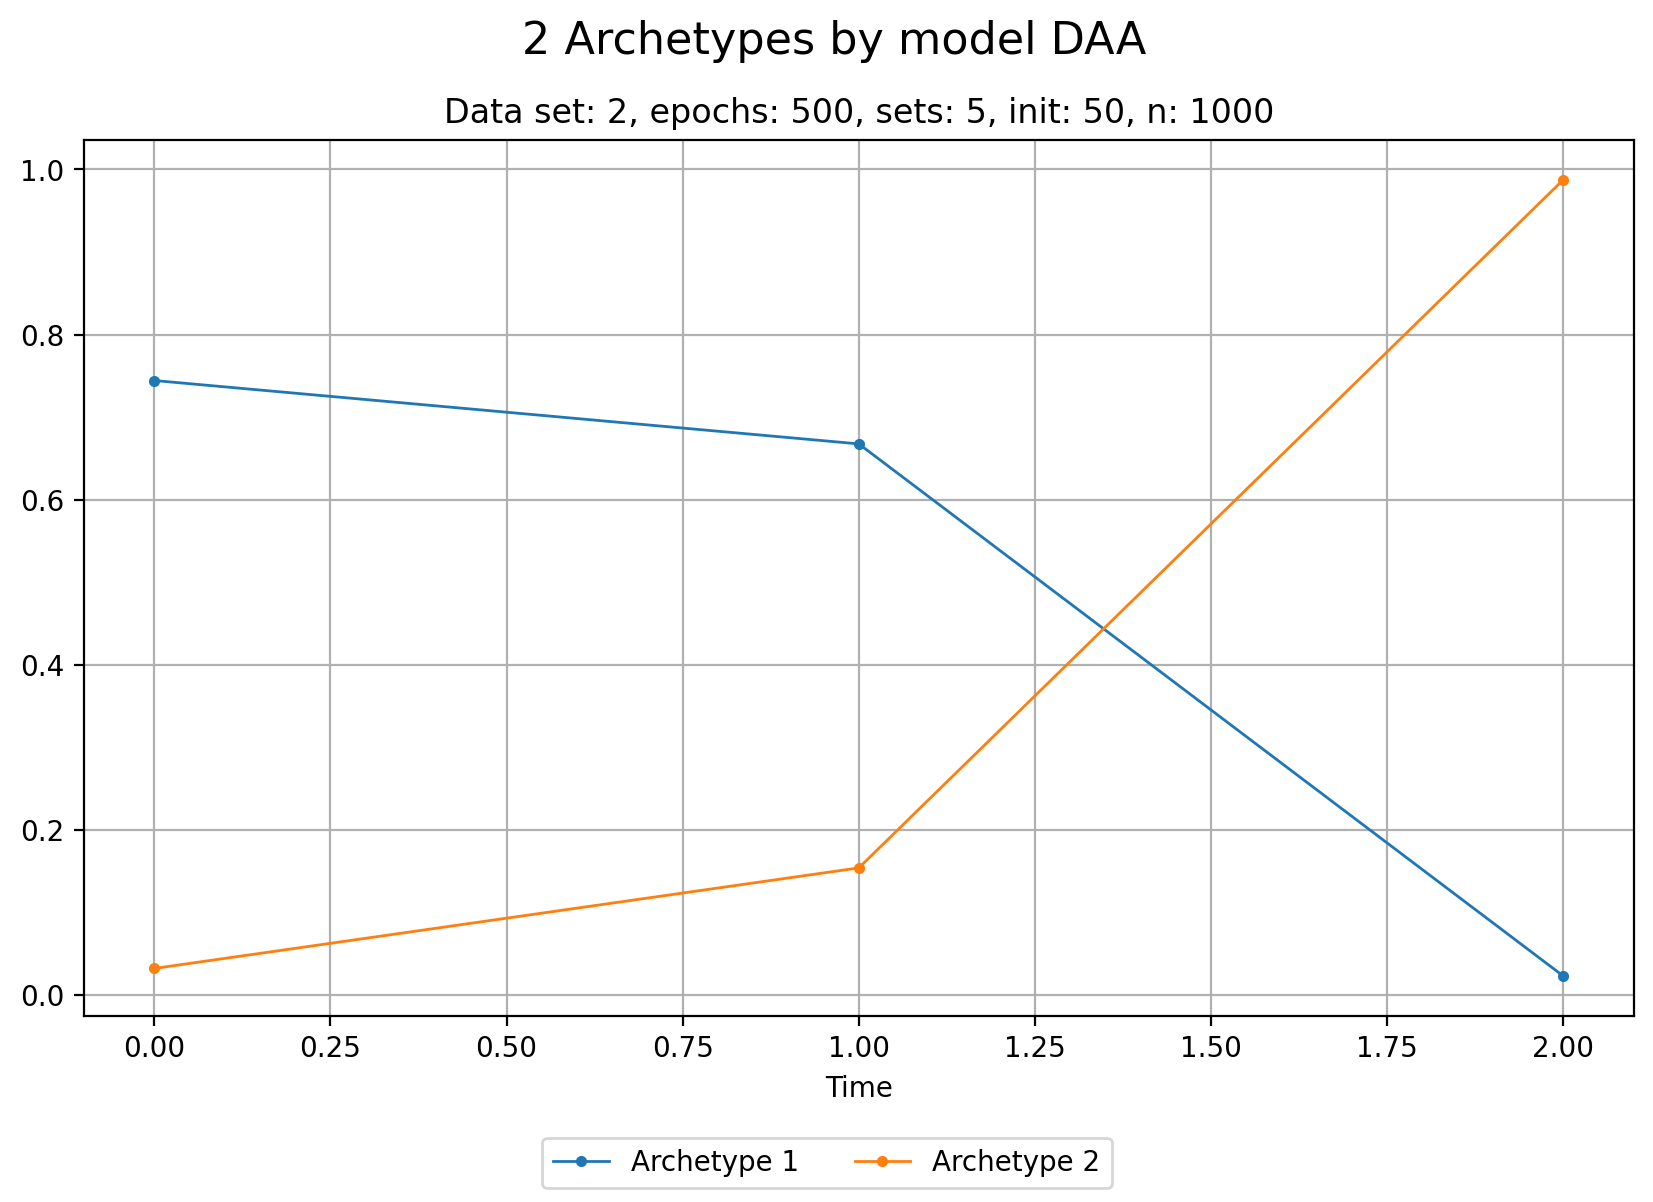 2 Archetypes by model DAA
Data set: 2, epochs: 500, sets: 5, init: 50, n: 1000
1.0
0.8
0.6
0.4
0.2
0.0
0.00 0.25 0.50 0.75 1.00 1.25 1.50 1.75 2.00
Time
Archetype 1 Archetype 2